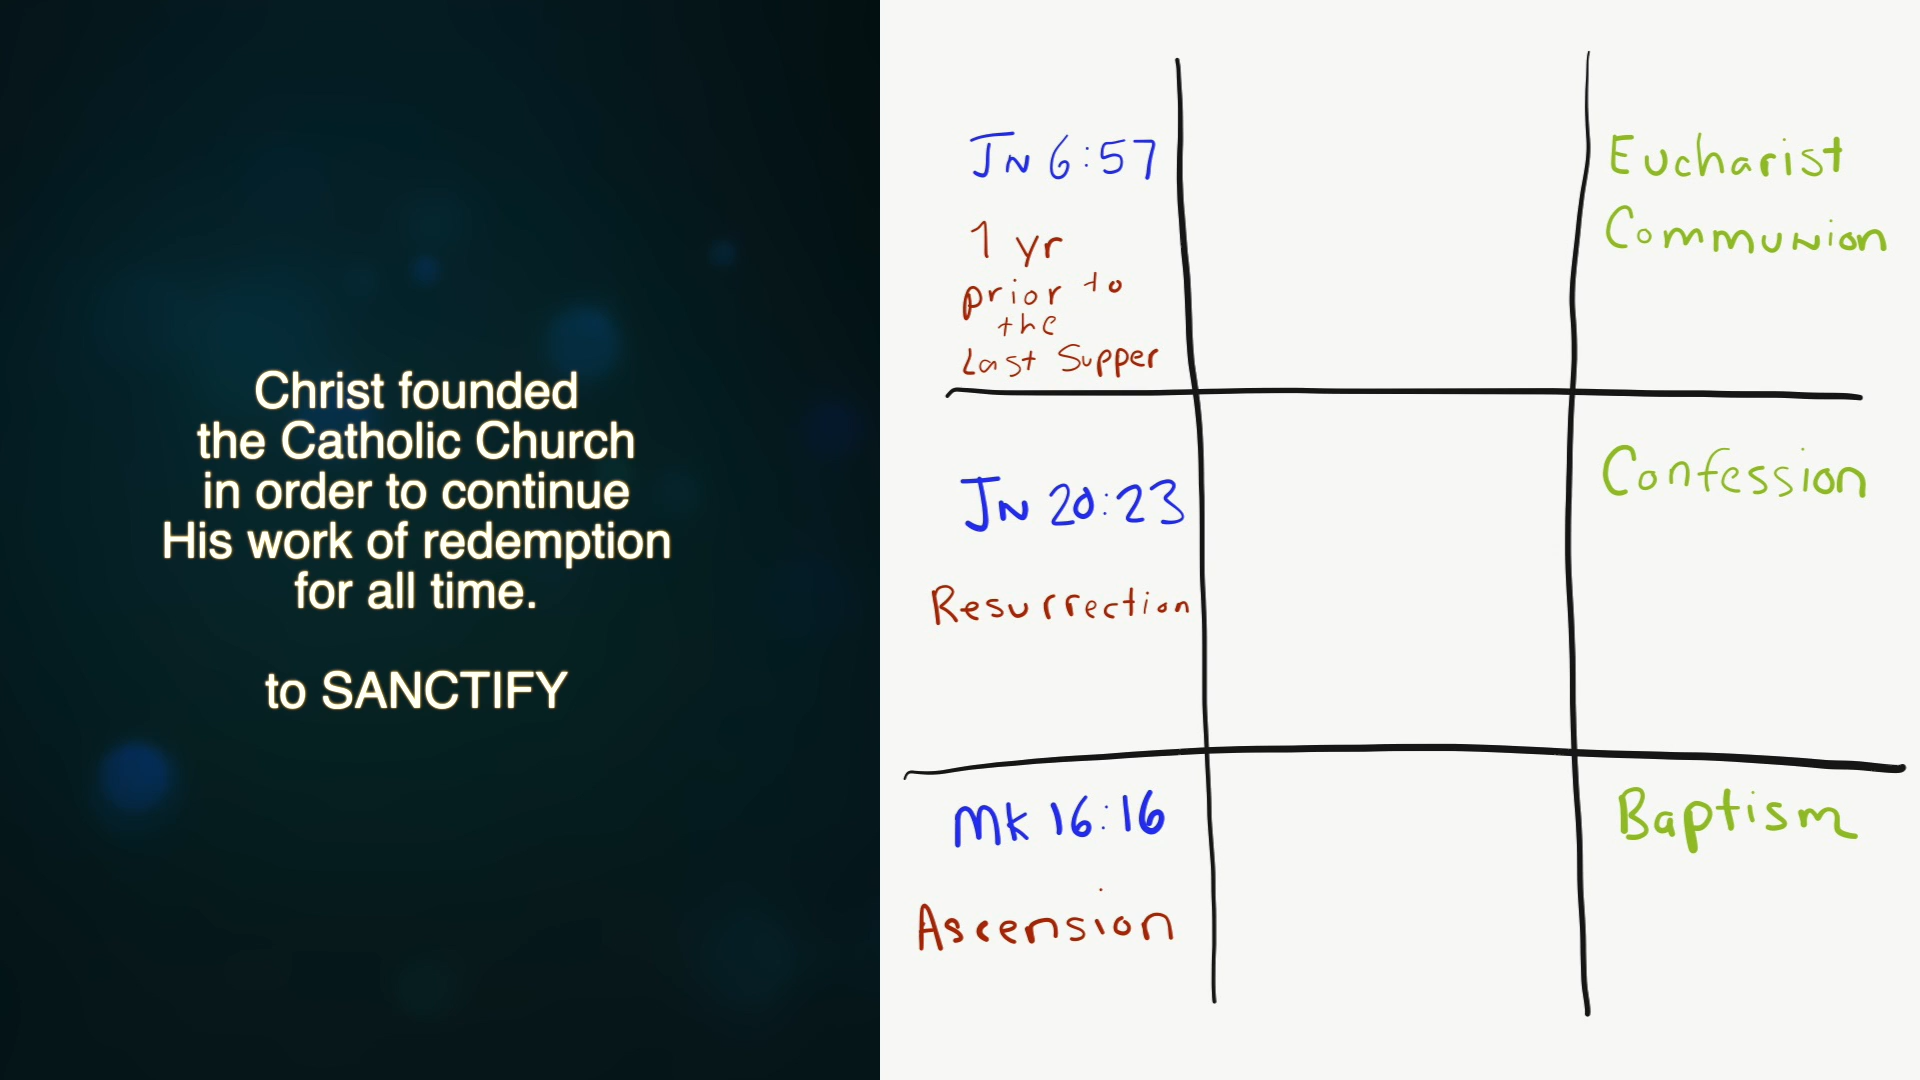 Christ founded
the Catholic Church
in order to continue
His work of redemption
for all time.
to SANCTIFY
JN 6:57
1 yr
prior to
the
Last Supper
Eucharist
Communion
JN 20:23
Resurrection
Confession
Mk 16:16
Ascension
Baptism